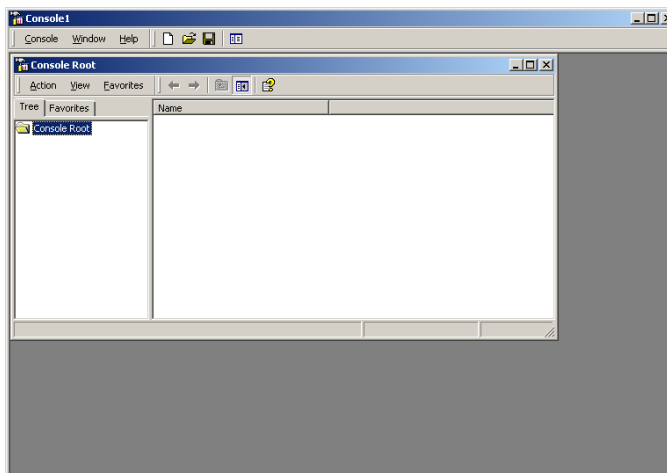 Console1
Console Window Help
Console Root
Action View Favorites
Tree Favorites
Name
Console Root